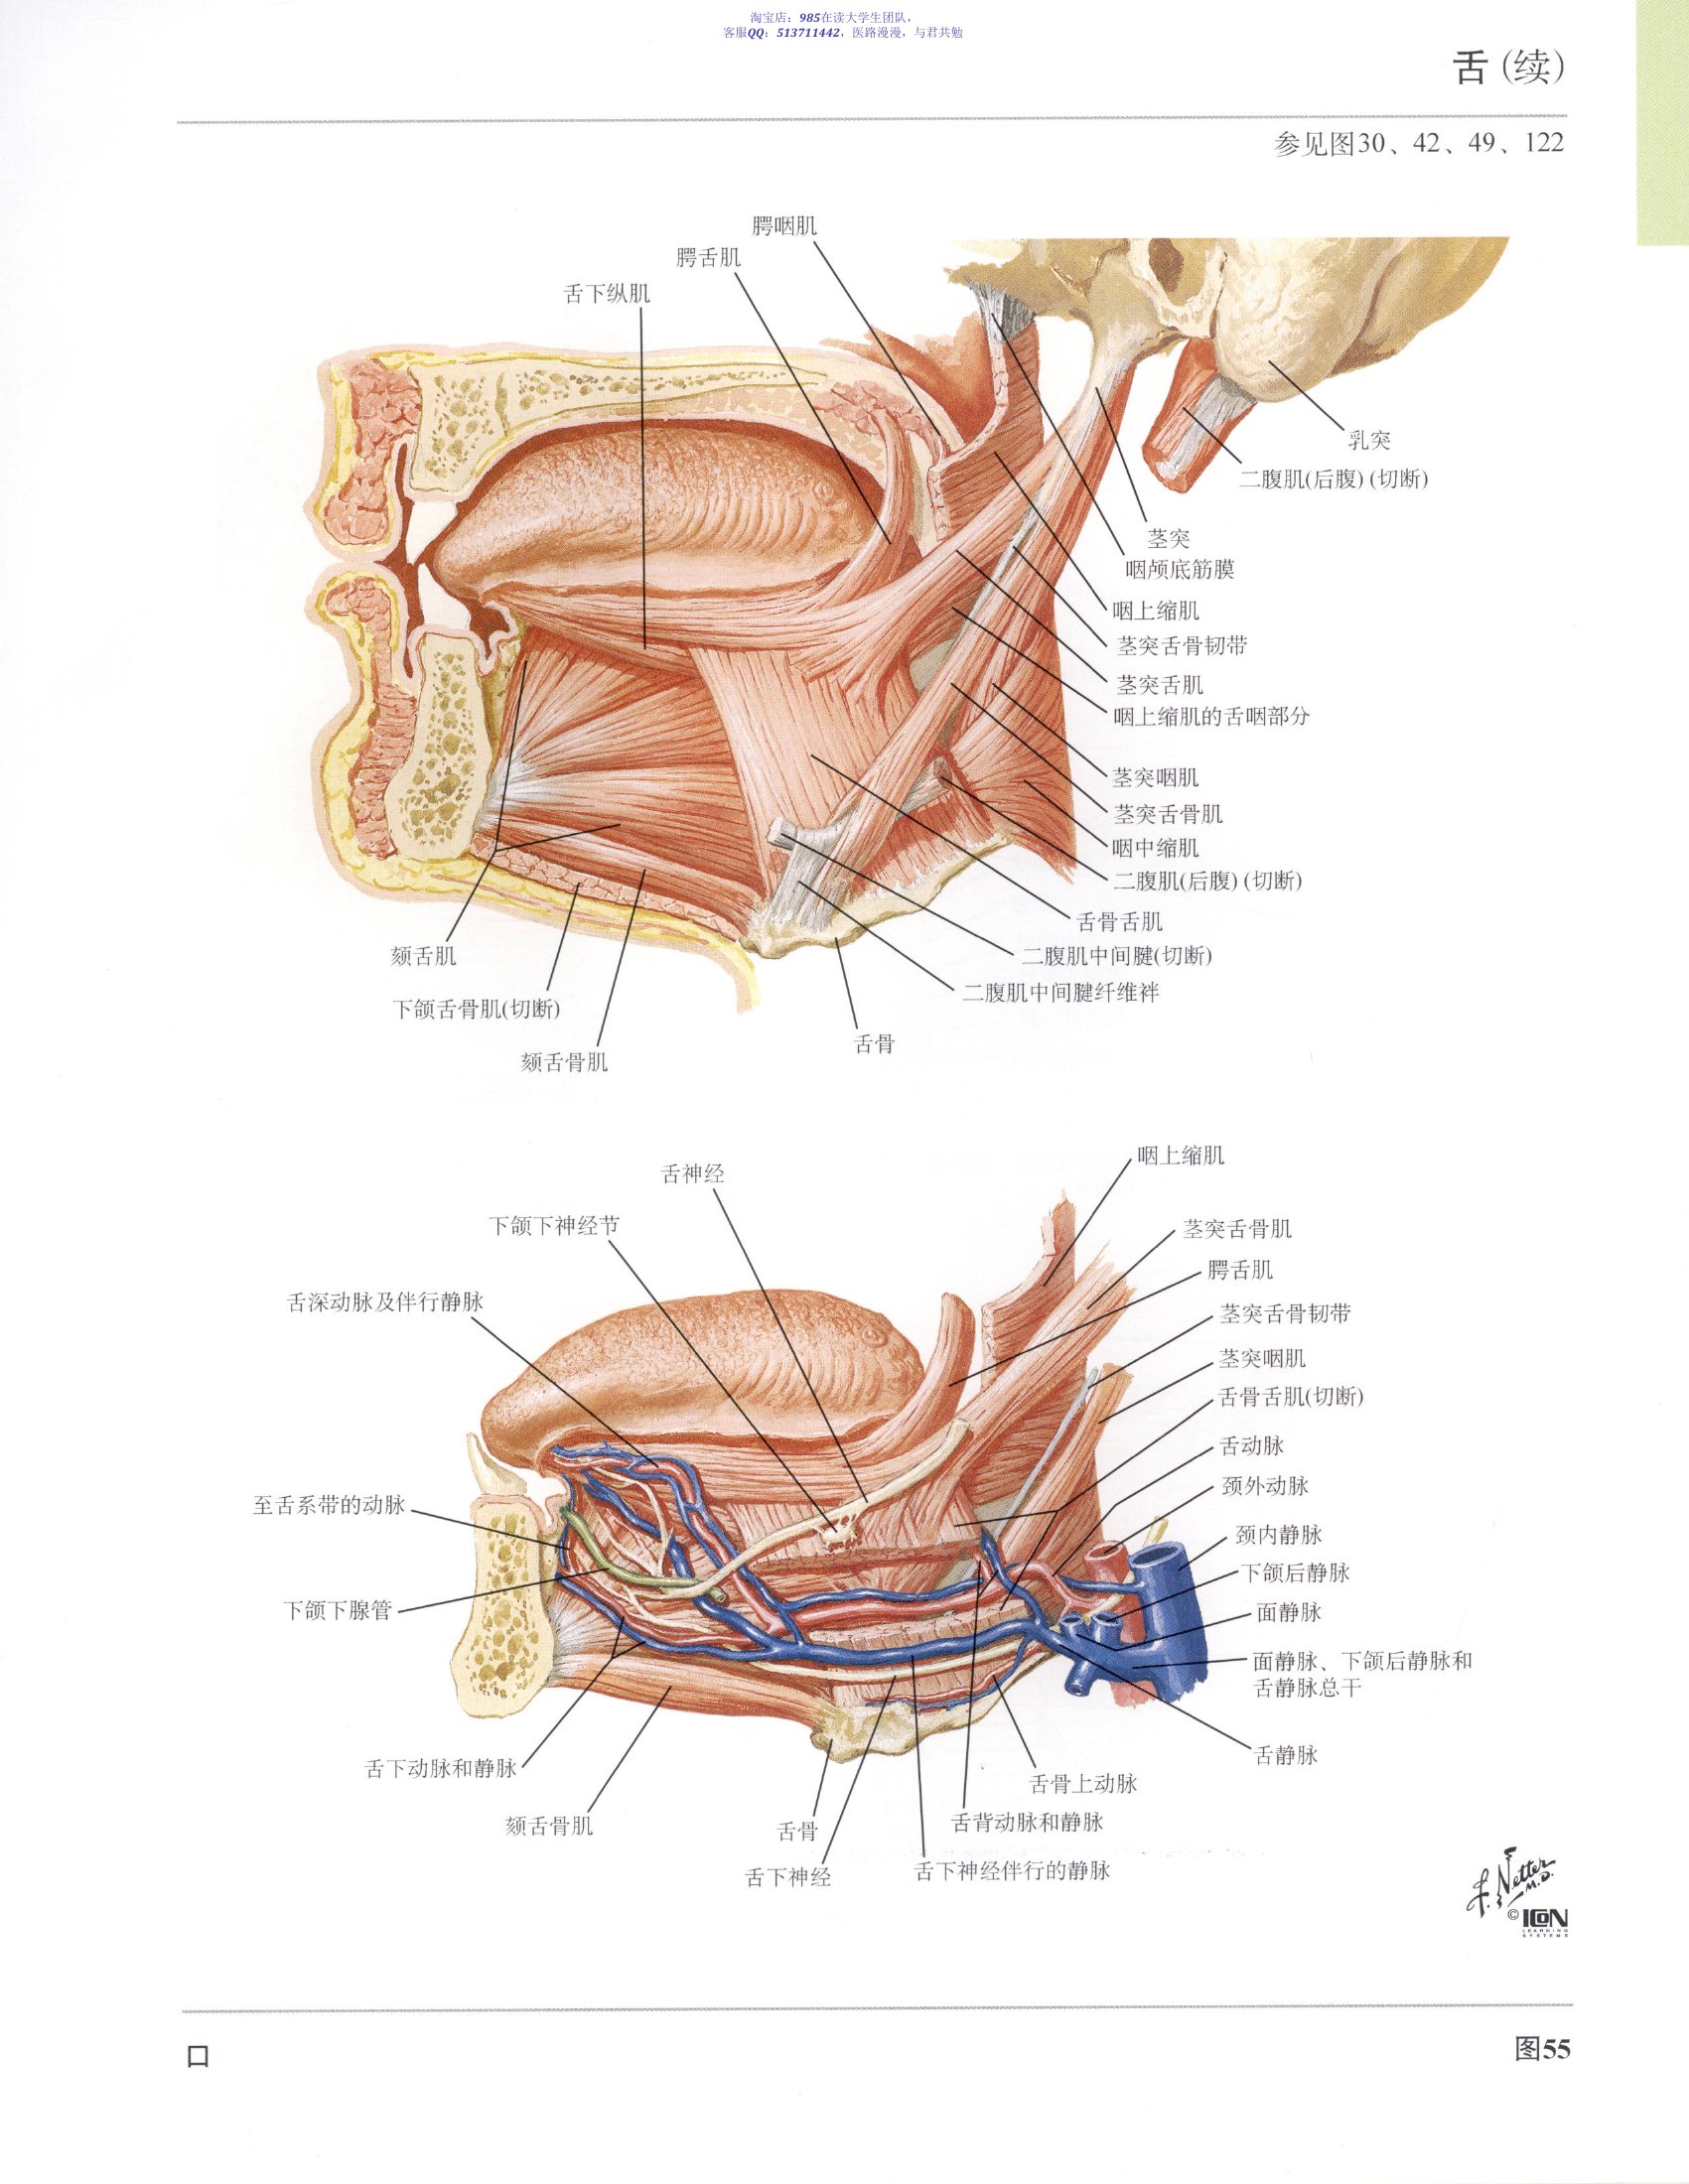 淘宝店：985在读大学生团队，
客服QQ：513711442，医路漫漫，与君共勉
舌 (续)
参见图30、42、49、122
腭咽肌
腭舌肌
舌下纵肌
乳突
二腹肌(后腹) (切断)
茎突
咽颅底筋膜
咽上缩肌
茎突舌骨韧带
茎突舌肌
咽上缩肌的舌咽部分
茎突咽肌
茎突舌骨肌
咽中缩肌
二腹肌(后腹) (切断)
舌骨舌肌
二腹肌中间腱(切断)
二腹肌中间腱纤维袢
舌骨
颏舌肌
下颌舌骨肌(切断)
颏舌骨肌
咽上缩肌
舌神经
下颌下神经节
舌深动脉及伴行静脉
茎突舌骨肌
腭舌肌
茎突舌骨韧带
茎突咽肌
舌骨舌肌(切断)
舌动脉
颈外动脉
颈内静脉
下颌后静脉
面静脉
面静脉、下颌后静脉和
舌静脉总干
舌静脉
至舌系带的动脉
下颌下腺管
舌下动脉和静脉
颏舌骨肌
舌骨
舌下神经
舌骨上动脉
舌背动脉和静脉
舌下神经伴行的静脉
F. Netter M.D.
© ICON
LEARNING
SYSTEMS
口
图55